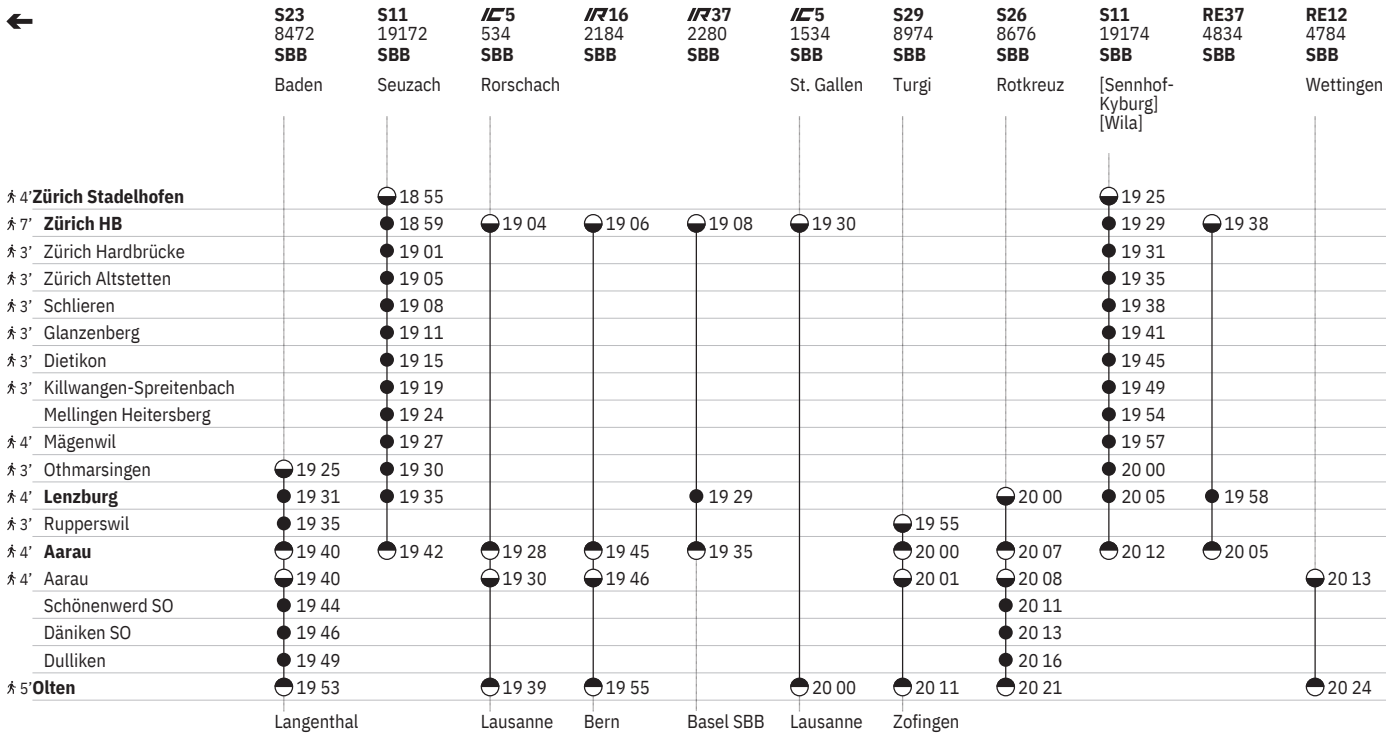 S23 S11 IC5 IR16 IR37 IC5 S29 S26 S11 RE37 RE12
8472 19172 534 2184 2280 1534 8974 8676 19174 4834 4784
SBB SBB SBB SBB SBB SBB SBB SBB SBB SBB SBB
Baden Seuzach Rorschach St. Gallen Turgi Rotkreuz [Sennhof- Wettingen
Kyburg]
[Wila]
4’ Zürich Stadelhofen 18 55 19 25
7’ Zürich HB 18 59 19 04 19 06 19 08 19 30 19 29 19 38
3’ Zürich Hardbrücke 19 01 19 31
3’ Zürich Altstetten 19 05 19 35
3’ Schlieren 19 08 19 38
3’ Glanzenberg 19 11 19 41
3’ Dietikon 19 15 19 45
3’ Killwangen-Spreitenbach 19 19 19 49
Mellingen Heitersberg 19 24 19 54
4’ Mägenwil 19 27 19 57
3’ Othmarsingen 19 25 19 30 20 00
4’ Lenzburg 19 31 19 35 19 29 20 00 20 05 19 58
3’ Rupperswil 19 35 19 55
4’ Aarau 19 40 19 42 19 28 19 45 19 35 20 00 20 07 20 12 20 05
4’ Aarau 19 40 19 30 19 46 20 01 20 08 20 13
Schönenwerd SO 19 44 20 11
Däniken SO 19 46 20 13
Dulliken 19 49 20 16
5’ Olten 19 53 19 39 19 55 20 00 20 11 20 21 20 24
Langenthal Lausanne Bern Basel SBB Lausanne Zofingen